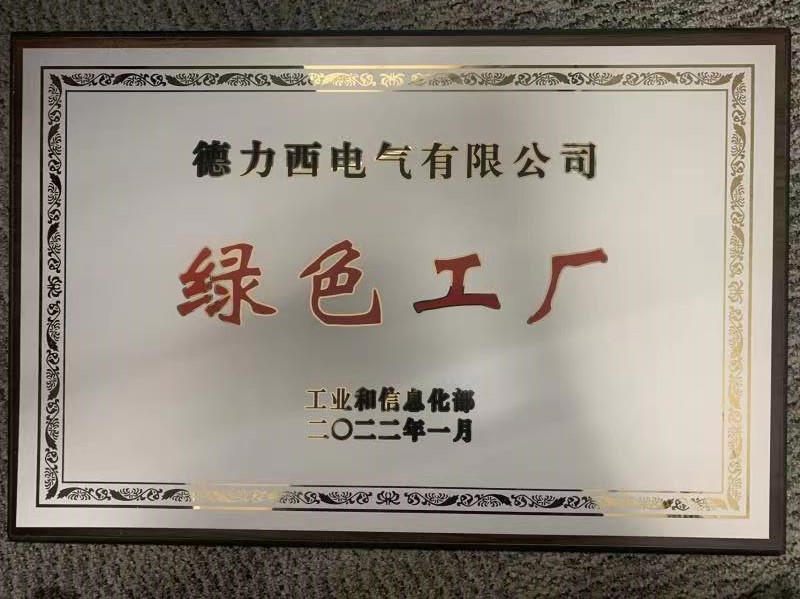 德力西电气有限公司
绿色工厂
工业和信息化部
二〇二二年一月